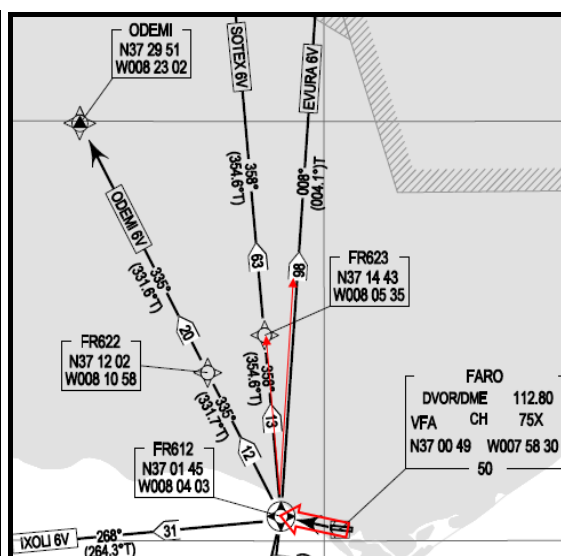 ODEMI
N37 29 51
W008 23 02
SOTEX 6V
EVURA 6V
358°
(354.6°T)
008°
(004.1°)T
ODEMI 6V
335°
(331.6°T)
63
98
FR623
N37 14 43
W008 05 35
20
FR622
N37 12 02
W008 10 58
358°
(354.6°T)
335°
(331.7°T)
13
12
FARO
DVOR/DME 112.80
VFA CH 75X
N37 00 49 W007 58 30
50
FR612
N37 01 45
W008 04 03
IXOLI 6V
268°
(264.3°T)
31